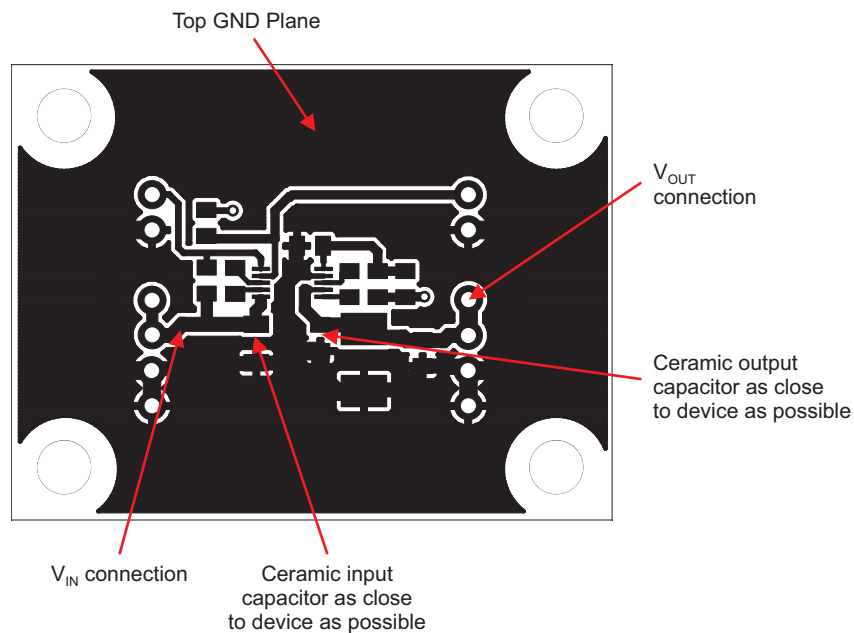 Top GND Plane
VOUT
connection
Ceramic output
capacitor as close
to device as possible
VIN connection
Ceramic input
capacitor as close
to device as possible